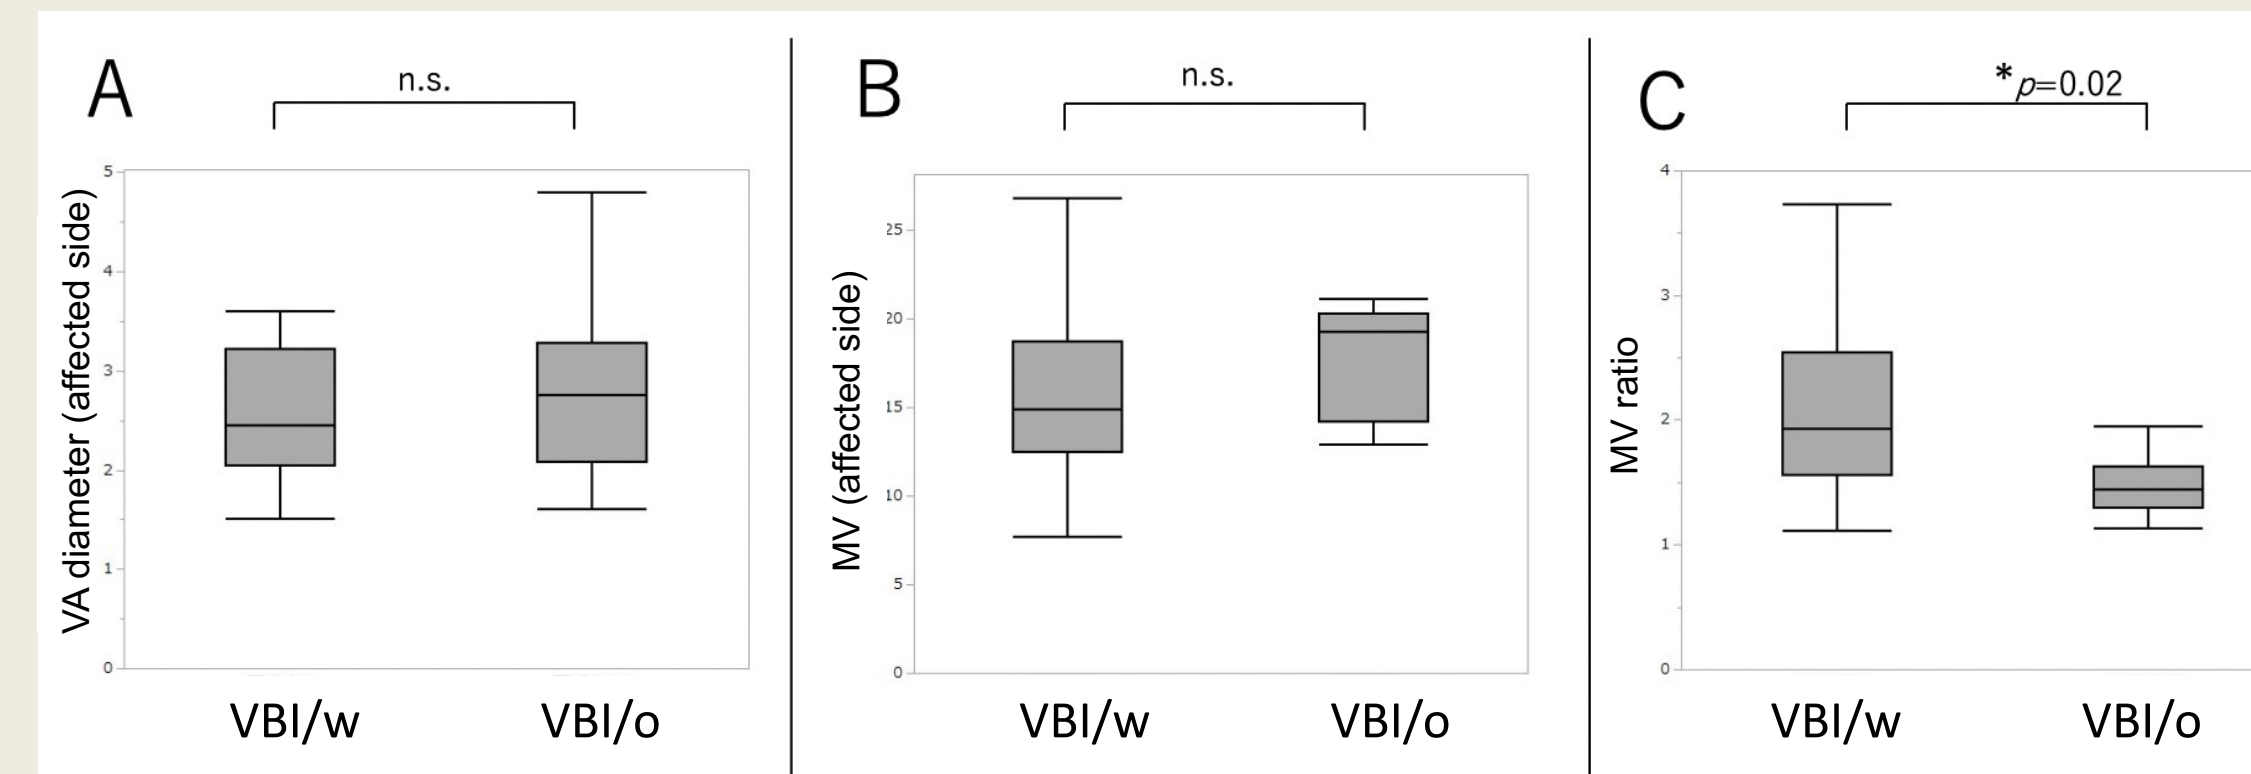 A
n.s.
VA diameter (affected side)
5
4
3
2
1
0
VBI/w VBI/o
B
n.s.
MV (affected side)
25
20
15
10
5
0
VBI/w VBI/o
C
*p=0.02
MV ratio
4
3
2
1
0
VBI/w VBI/o